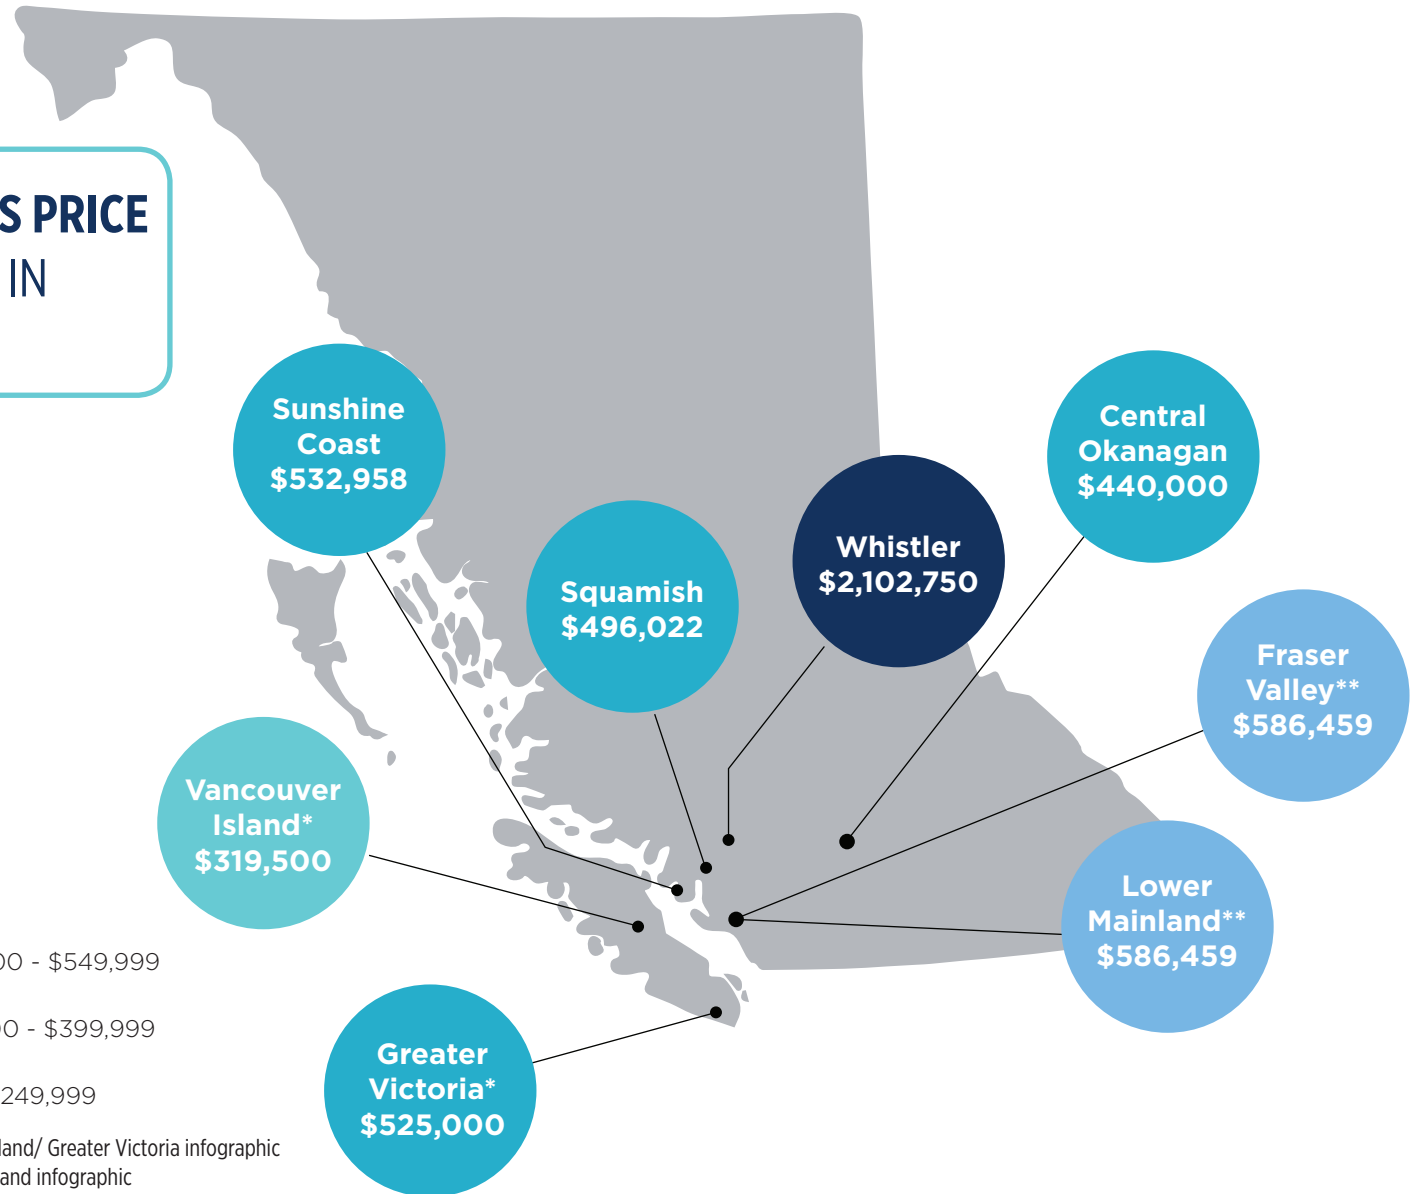 S PRICE
IN
Sunshine
Coast
$532,958
Central
Okanagan
$440,000
Whistler
$2,102,750
Squamish
$496,022
Fraser
Valley**
$586,459
Vancouver
Island*
$319,500
Lower
Mainland**
$586,459
00 - $549,999
00 - $399,999
249,999
Greater
Victoria*
$525,000
land/ Greater Victoria infographic
and infographic